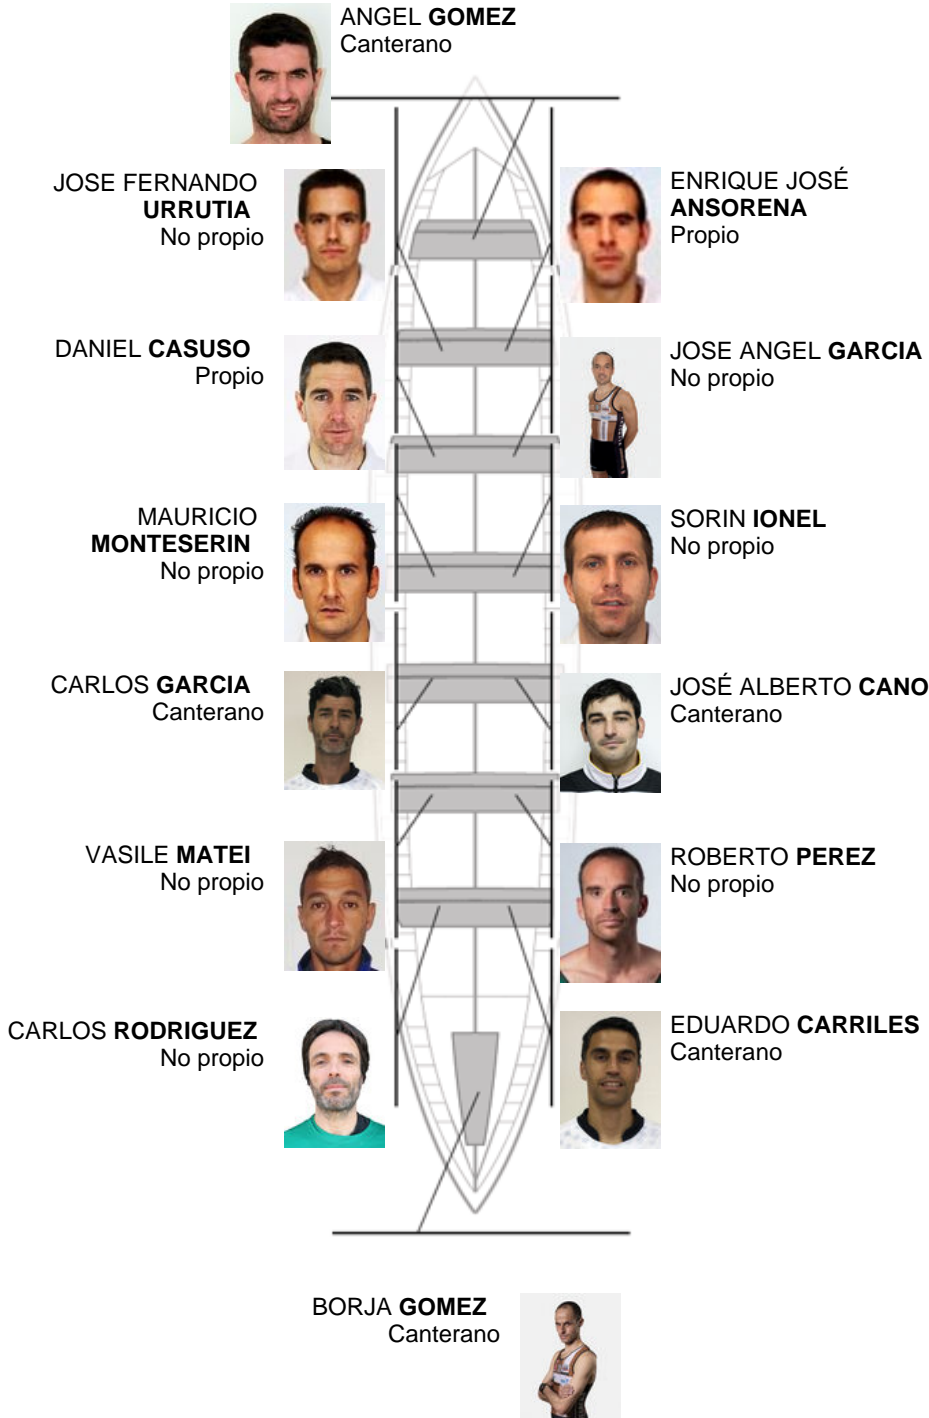 ANGEL GOMEZ
Canterano
JOSE FERNANDO
URRUTIA
No propio
ENRIQUE JOSÉ
ANSORENA
Propio
DANIEL CASUSO
Propio
JOSE ANGEL GARCIA
No propio
MAURICIO
MONTESERIN
No propio
SORIN IONEL
No propio
CARLOS GARCIA
Canterano
JOSÉ ALBERTO CANO
Canterano
VASILE MATEI
No propio
ROBERTO PEREZ
No propio
CARLOS RODRIGUEZ
No propio
EDUARDO CARRILES
Canterano
BORJA GOMEZ
Canterano